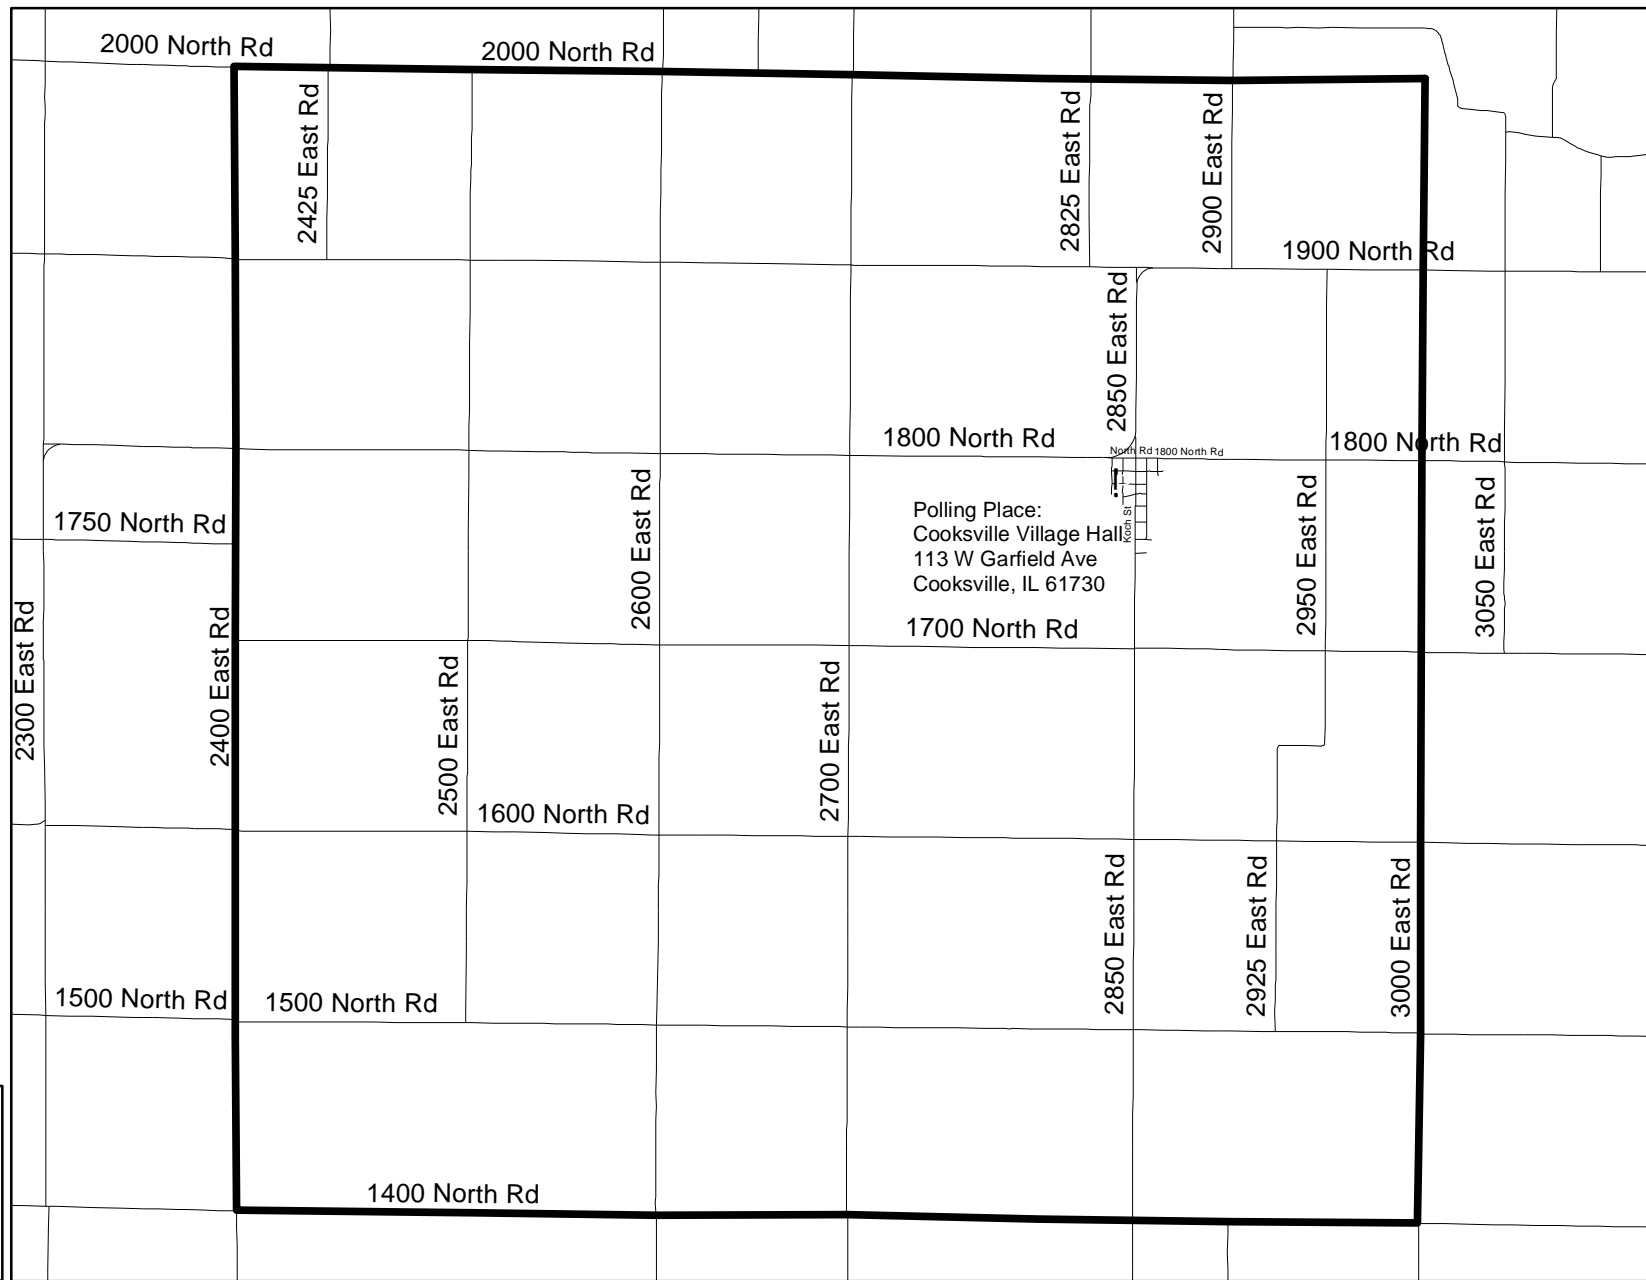 2000 North Rd
2000 North Rd
2425 East Rd
2825 East Rd
2900 East Rd
1900 North Rd
2850 East Rd
1800 North Rd
1800 North Rd
North Rd 1800 North Rd
1750 North Rd
2600 East Rd
Polling Place:
Cooksville Village Hall
113 W Garfield Ave
Cooksville, IL 61730
Koch St
2950 East Rd
3050 East Rd
2300 East Rd
2400 East Rd
1700 North Rd
2500 East Rd
2700 East Rd
1600 North Rd
2850 East Rd
2925 East Rd
3000 East Rd
1500 North Rd
1500 North Rd
1400 North Rd